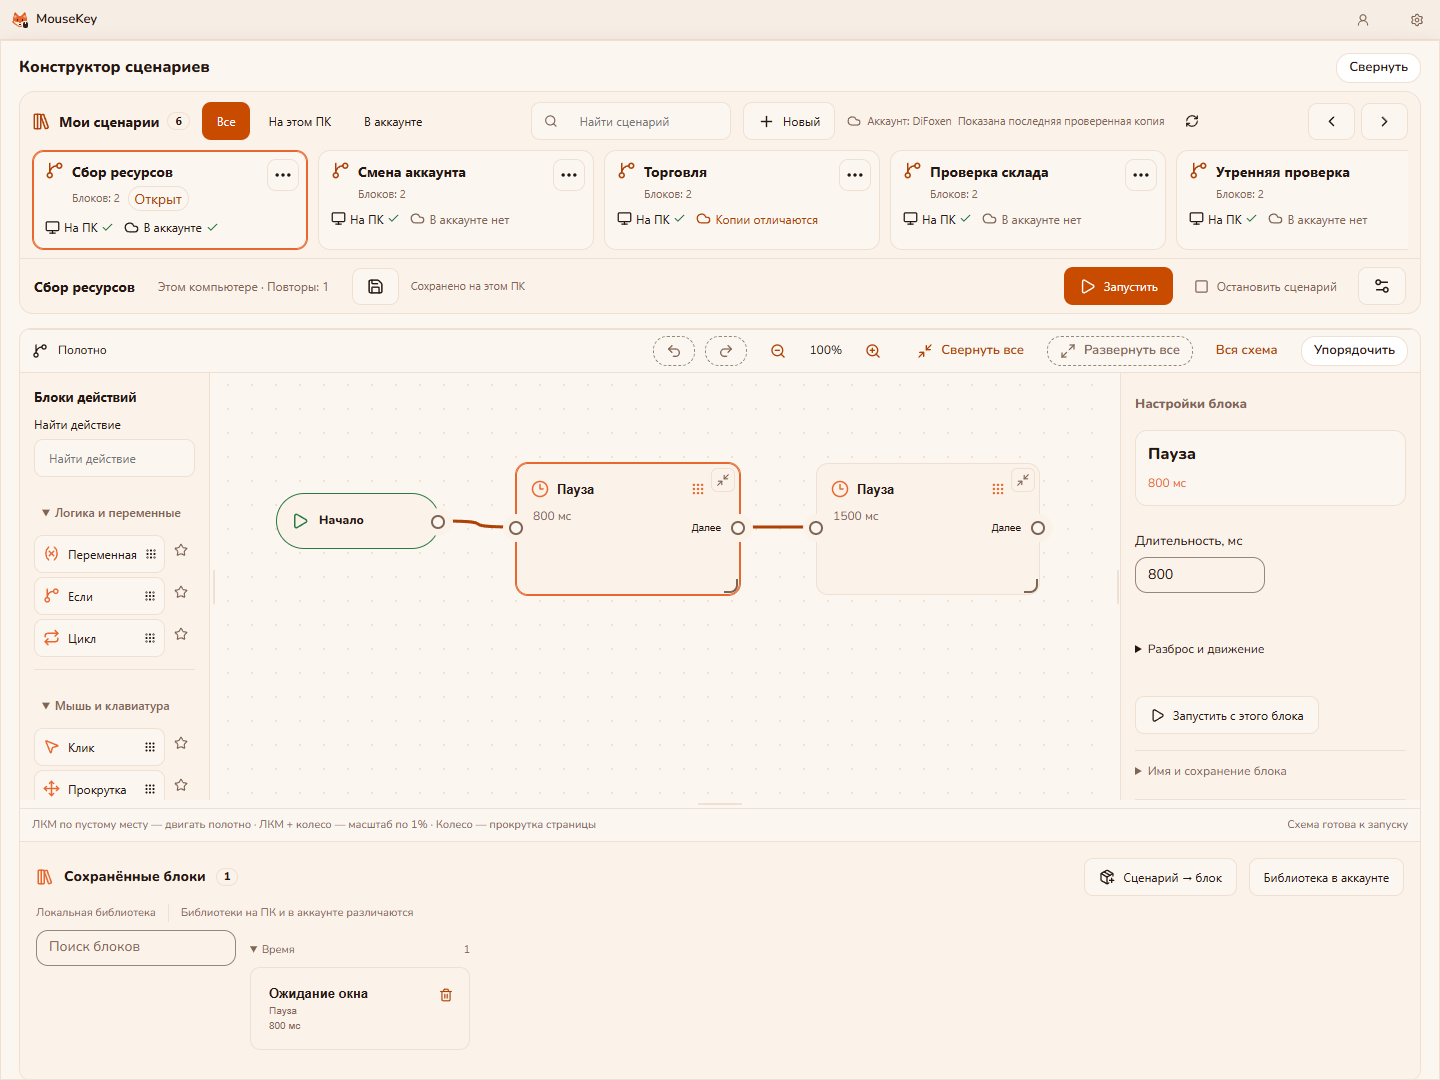 MouseKey
Конструктор сценариев
Свернуть
Мои сценарии 6
Все
На этом ПК
В аккаунте
Найти сценарий
Новый
Аккаунт: DiFoxen Показана последняя проверенная копия
Сбор ресурсов
Блоков: 2 Открыт
На ПК В аккаунте
Смена аккаунта
Блоков: 2
На ПК В аккаунте нет
Торговля
Блоков: 2
На ПК Копии отличаются
Проверка склада
Блоков: 2
На ПК В аккаунте нет
Утренняя проверка
Блоков: 2
На ПК В аккаунте нет
Сбор ресурсов
Этом компьютере · Повторы: 1
Сохранено на этом ПК
Запустить
Остановить сценарий
Полотно
100%
Свернуть все
Развернуть все
Вся схема
Упорядочить
Блоки действий
Найти действие
Найти действие
Логика и переменные
Переменная
Если
Цикл
Мышь и клавиатура
Клик
Прокрутка
Начало
Пауза
800 мс
Далее
Пауза
1500 мс
Далее
Настройки блока
Пауза
800 мс
Длительность, мс
800
Разброс и движение
Запустить с этого блока
Имя и сохранение блока
ЛКМ по пустому месту — двигать полотно · ЛКМ + колесо — масштаб по 1% · Колесо — прокрутка страницы
Схема готова к запуску
Сохранённые блоки 1
Сценарий → блок
Библиотека в аккаунте
Локальная библиотека
Библиотеки на ПК и в аккаунте различаются
Поиск блоков
Время 1
Ожидание окна
Пауза
800 мс